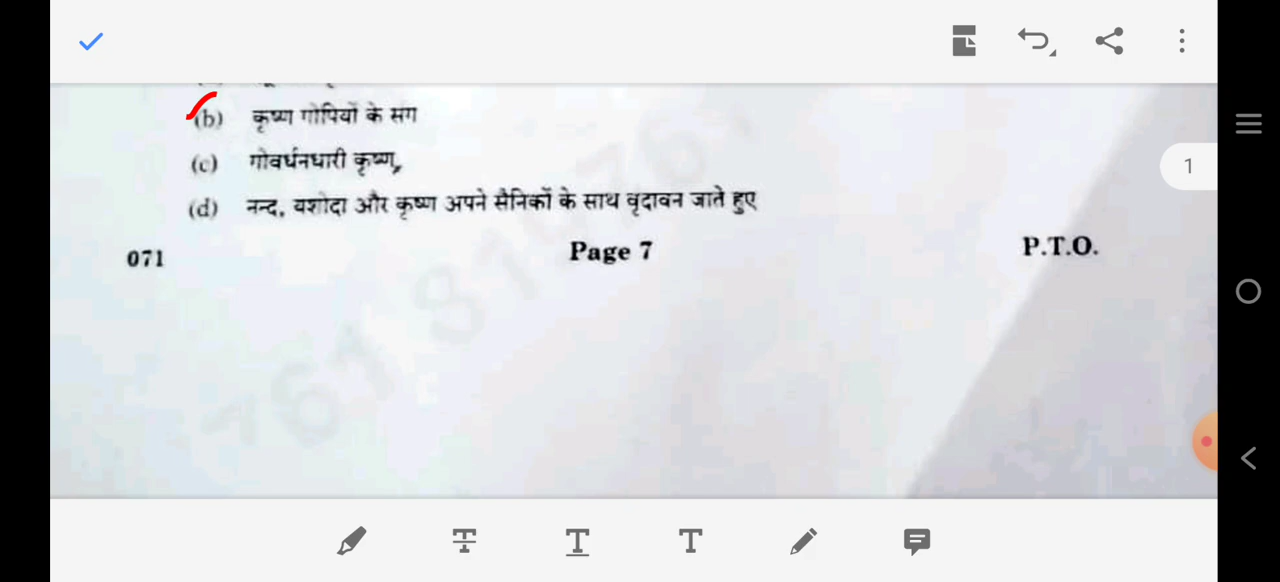 (b) कृष्ण गोपियों के संग
(c) गोवर्धनधारी कृष्ण,
(d) नन्द, यशोदा और कृष्ण अपने सैनिकों के साथ वृदावन जाते हुए
071 Page 7 P.T.O.
1
T T T